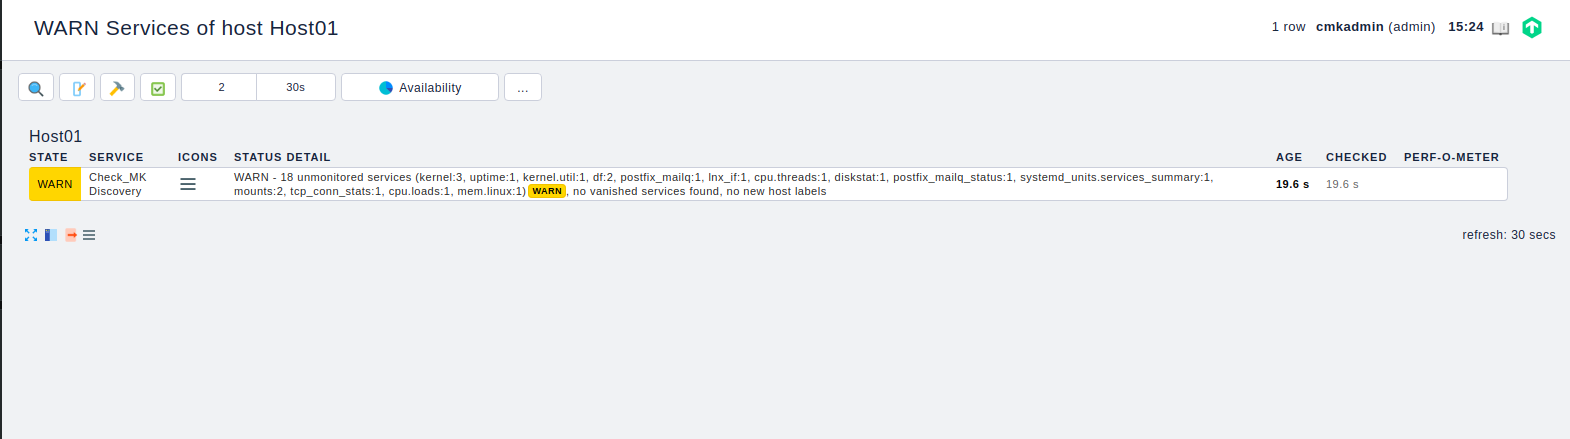 WARN Services of host Host01
1 row cmkadmin (admin) 15:24
2 30s Availability ...
Host01
STATE SERVICE ICONS STATUS DETAIL AGE CHECKED PERF-O-METER
WARN Check_MK Discovery WARN - 18 unmonitored services (kernel:3, uptime:1, kernel.util:1, df:2, postfix_mailq:1, lnx_if:1, cpu.threads:1, diskstat:1, postfix_mailq_status:1, systemd_units.services_summary:1,
mounts:2, tcp_conn_stats:1, cpu.loads:1, mem.linux:1) WARN, no vanished services found, no new host labels
19.6 s 19.6 s
refresh: 30 secs